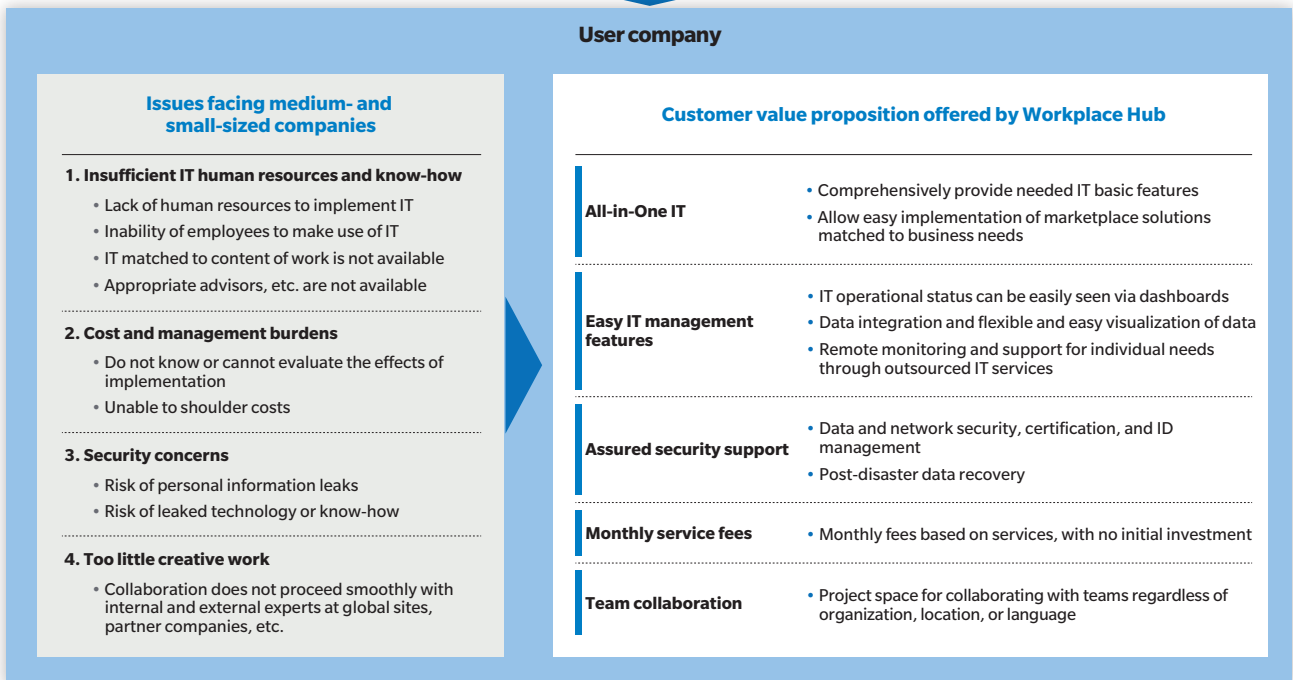 User company
Issues facing medium- and
small-sized companies
1. Insufficient IT human resources and know-how
• Lack of human resources to implement IT
• Inability of employees to make use of IT
• IT matched to content of work is not available
• Appropriate advisors, etc. are not available
2. Cost and management burdens
• Do not know or cannot evaluate the effects of
implementation
• Unable to shoulder costs
3. Security concerns
• Risk of personal information leaks
• Risk of leaked technology or know-how
4. Too little creative work
• Collaboration does not proceed smoothly with
internal and external experts at global sites,
partner companies, etc.
Customer value proposition offered by Workplace Hub
All-in-One IT
• Comprehensively provide needed IT basic features
• Allow easy implementation of marketplace solutions
matched to business needs
Easy IT management
features
• IT operational status can be easily seen via dashboards
• Data integration and flexible and easy visualization of data
• Remote monitoring and support for individual needs
through outsourced IT services
Assured security support
• Data and network security, certification, and ID
management
• Post-disaster data recovery
Monthly service fees
• Monthly fees based on services, with no initial investment
Team collaboration
• Project space for collaborating with teams regardless of
organization, location, or language